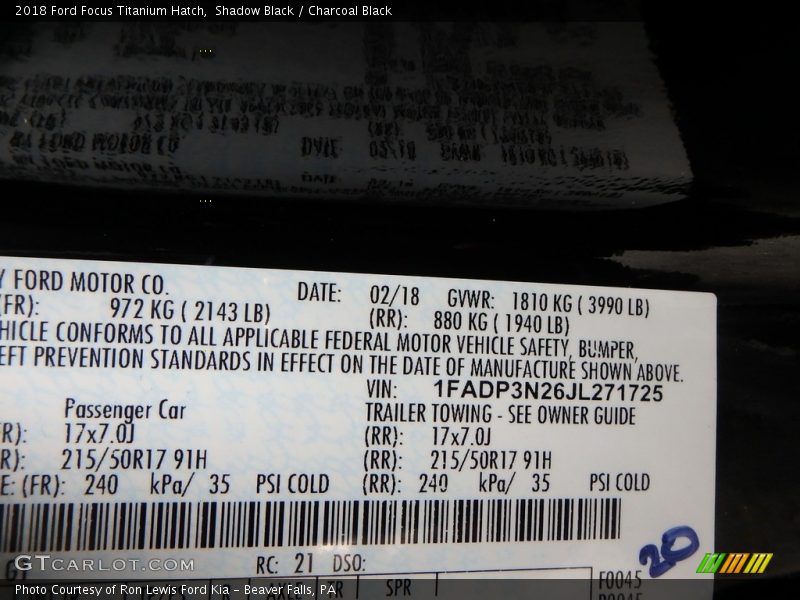 2018 Ford Focus Titanium Hatch, Shadow Black / Charcoal Black
Y FORD MOTOR CO. DATE: 02/18 GVWR: 1810 KG ( 3990 LB)
(FR): 972 KG ( 2143 LB) (RR): 880 KG ( 1940 LB)
HICLE CONFORMS TO ALL APPLICABLE FEDERAL MOTOR VEHICLE SAFETY, BUMPER,
EFT PREVENTION STANDARDS IN EFFECT ON THE DATE OF MANUFACTURE SHOWN ABOVE.
VIN: 1FADP3N26JL271725
Passenger Car TRAILER TOWING - SEE OWNER GUIDE
FR): 17x7.0J (RR): 17x7.0J
R): 215/50R17 91H (RR): 215/50R17 91H
E: (FR): 240 kPa/ 35 PSI COLD (RR): 240 kPa/ 35 PSI COLD
20
GTCARLOT.COM
RC: 21 DSO:
SPR F0045
Photo Courtesy of Ron Lewis Ford Kia - Beaver Falls, PA